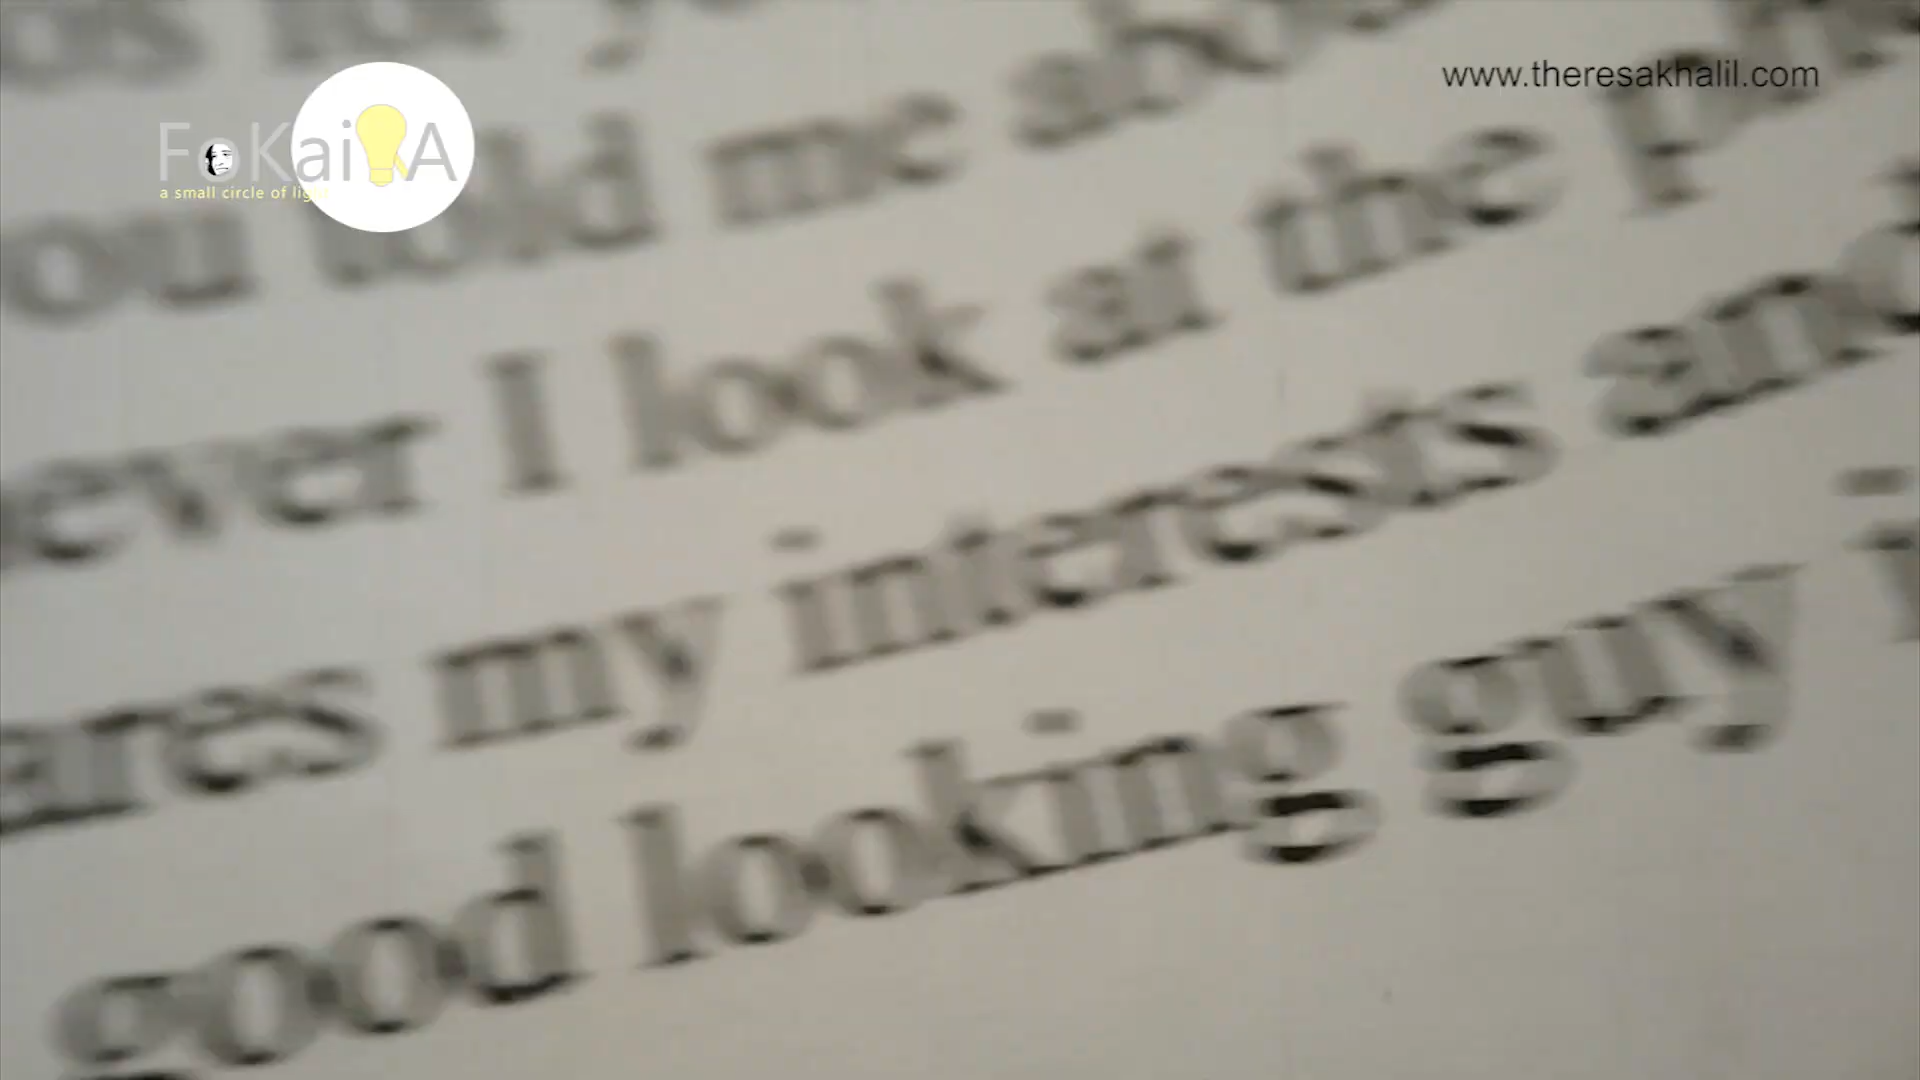 www.theresakhalil.com
FoKai A
a small circle of light
ou told me
ever I look at the
ares my interests and
good looking guy